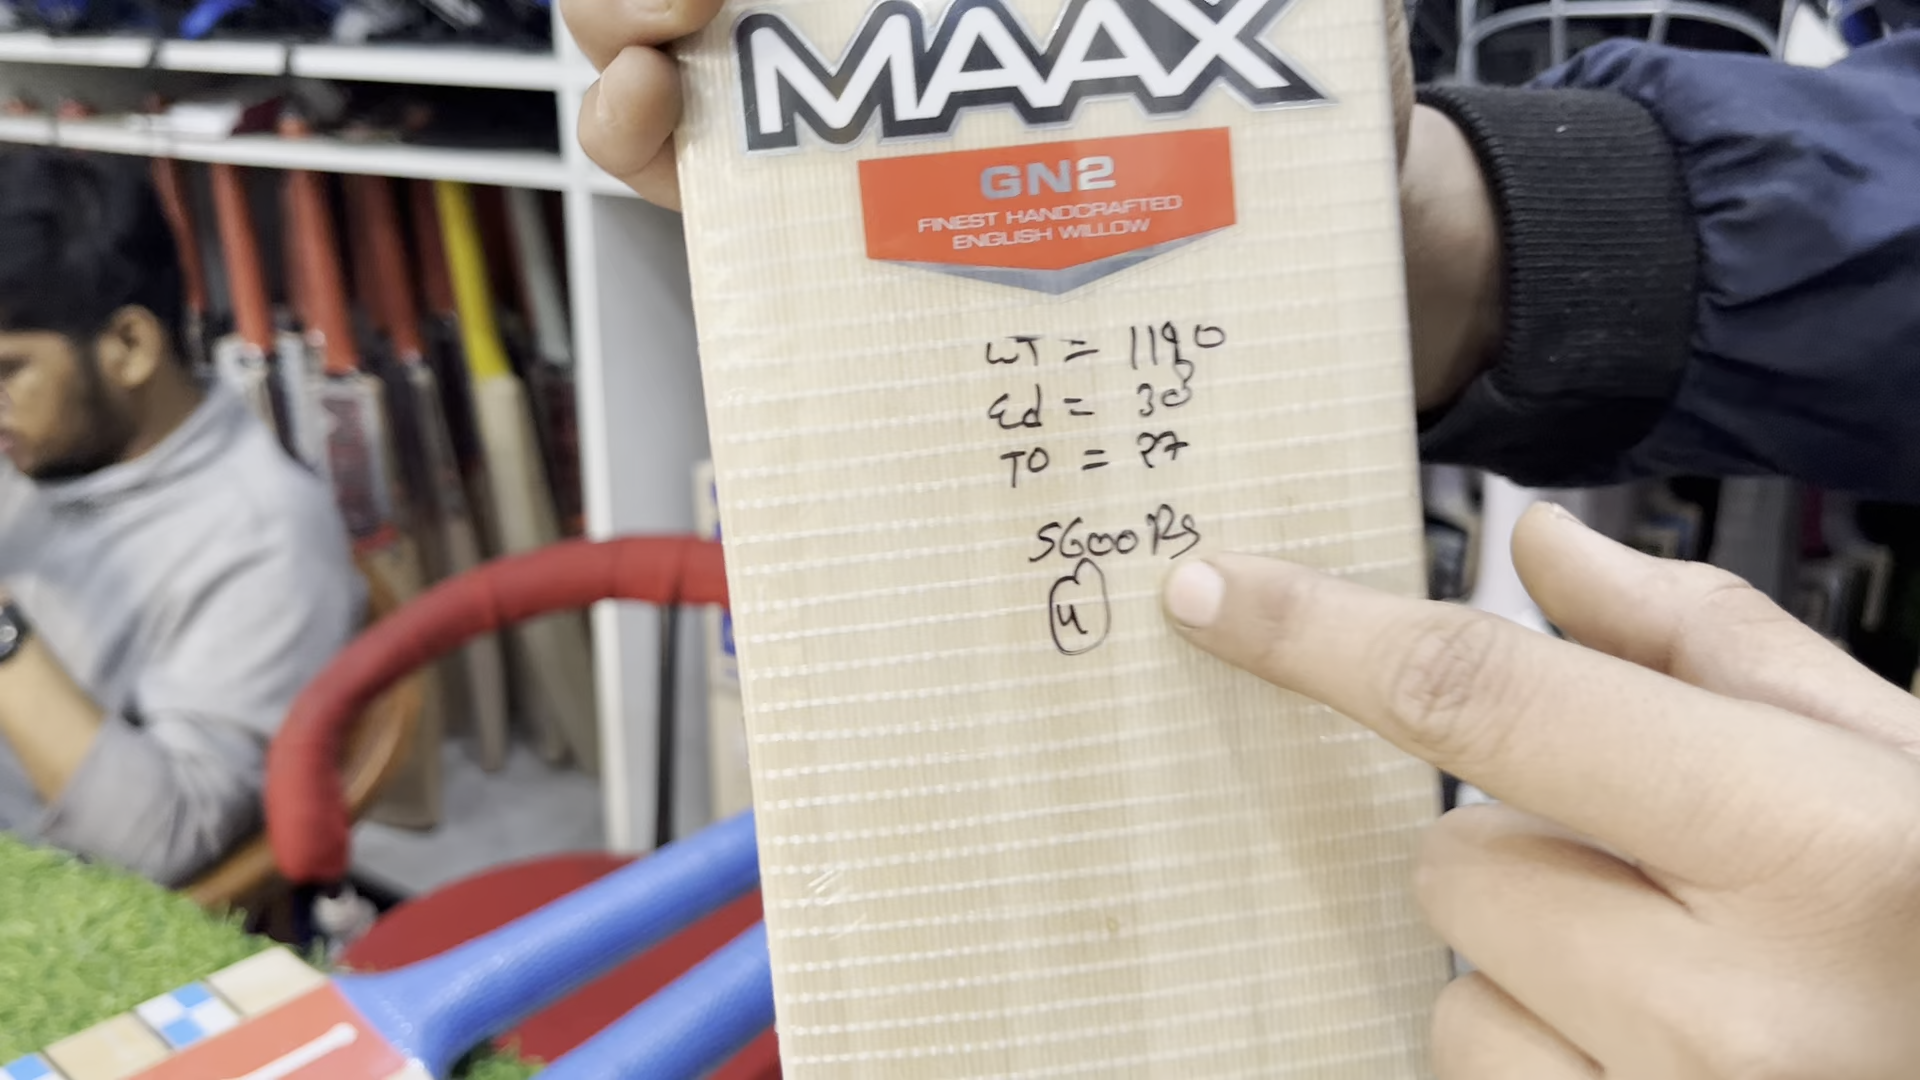 MAAX
GN2
FINEST HANDCRAFTED
ENGLISH WILLOW
WT = 1190
Ed = 38
TO = 27
5600 Rs
4